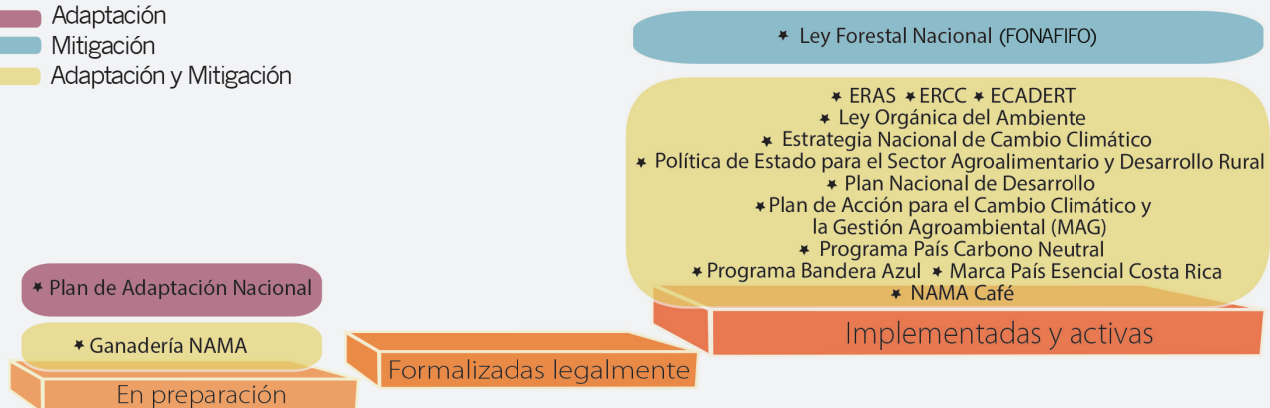 Adaptación
Mitigación
Adaptación y Mitigación
★ Ley Forestal Nacional (FONAFIFO)
★ ERAS ★ ERCC ★ ECADERT
★ Ley Orgánica del Ambiente
★ Estrategia Nacional de Cambio Climático
★ Política de Estado para el Sector Agroalimentario y Desarrollo Rural
★ Plan Nacional de Desarrollo
★ Plan de Acción para el Cambio Climático y
la Gestión Agroambiental (MAG)
★ Programa País Carbono Neutral
★ Programa Bandera Azul ★ Marca País Esencial Costa Rica
★ NAMA Café
Implementadas y activas
★ Plan de Adaptación Nacional
★ Ganadería NAMA
Formalizadas legalmente
En preparación